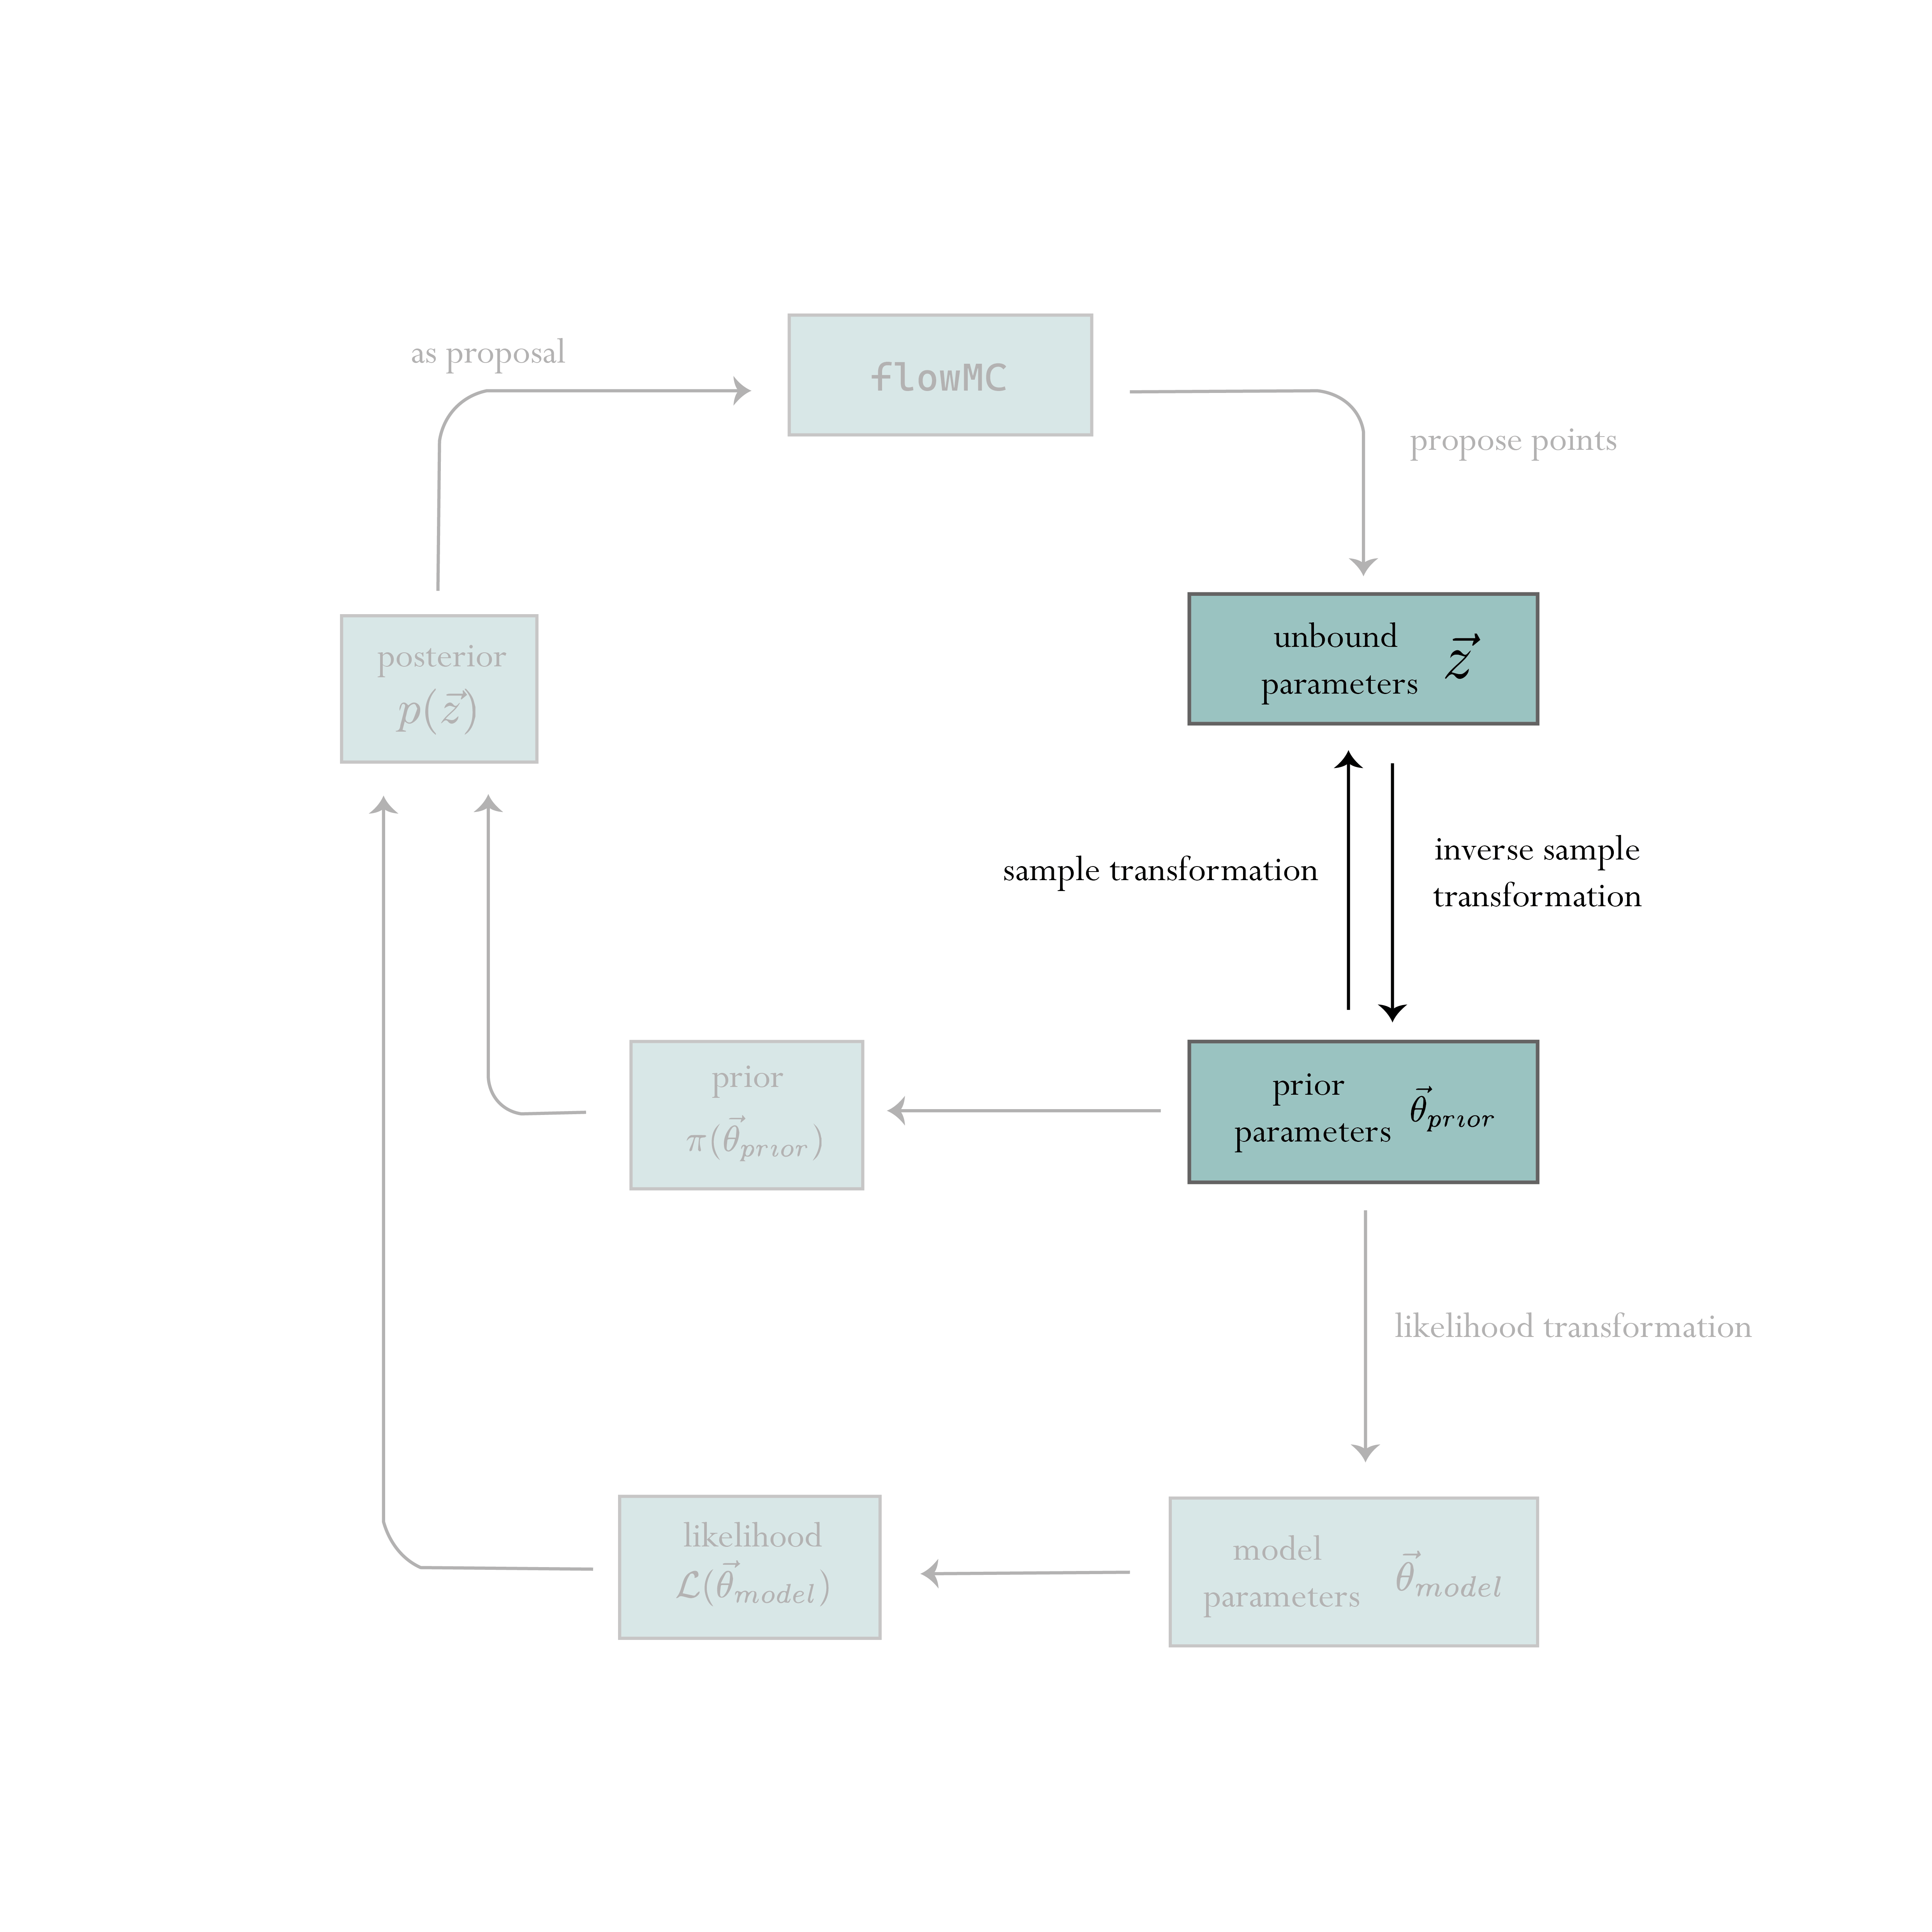 as proposal
flowMC
propose points
unbound
parameters $\vec{z}$
posterior
$p(\vec{z})$
sample transformation
inverse sample
transformation
prior
$\pi(\vec{\theta}_{prior})$
prior
parameters $\vec{\theta}_{prior}$
likelihood transformation
likelihood
$\mathcal{L}(\vec{\theta}_{model})$
model
parameters $\vec{\theta}_{model}$